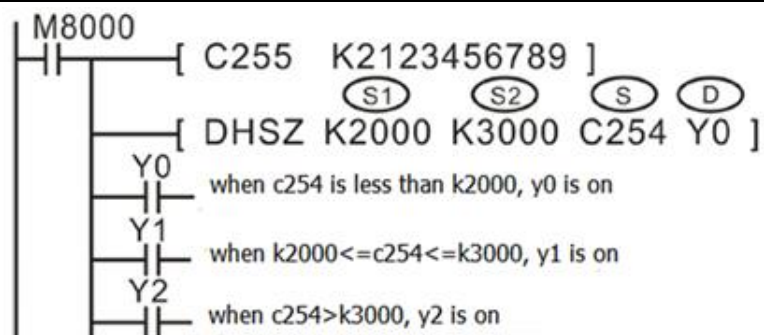 M8000
[ C255 K2123456789 ]
S1 S2 S D
[ DHSZ K2000 K3000 C254 Y0 ]
Y0
when c254 is less than k2000, y0 is on
Y1
when k2000<=c254<=k3000, y1 is on
Y2
when c254>k3000, y2 is on